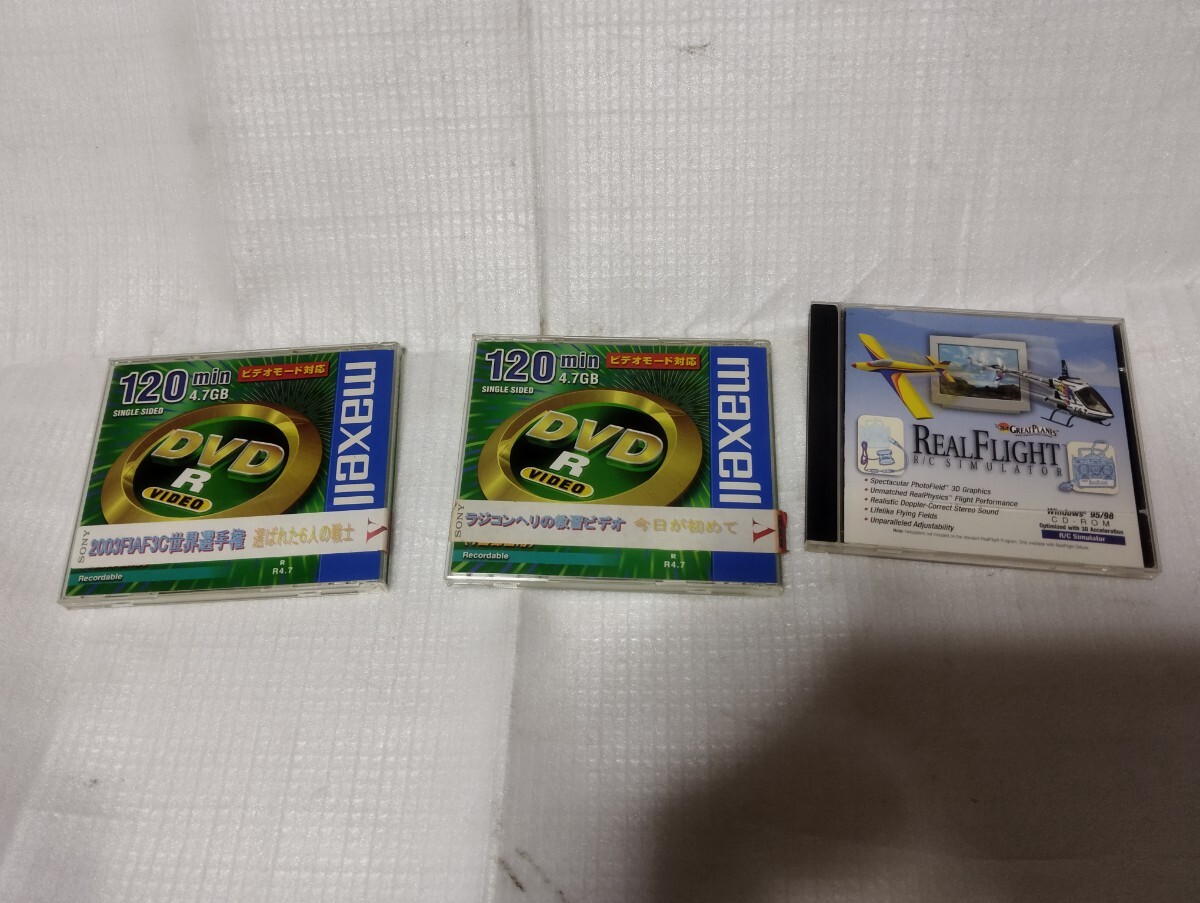 120 min
ビデオモード対応
4.7GB
SINGLE SIDED
maxell
DVD
R
VIDEO
SONY
2003FIAF3C世界選手権 選ばれた6人の戦士
Recordable
R
R4.7
120 min
ビデオモード対応
4.7GB
SINGLE SIDED
maxell
DVD
R
VIDEO
SONY
ラジコンヘリの教習ビデオ 今日が初めて
Recordable
R
R4.7
GREAT PLANES
REALFLIGHT
R/C SIMULATOR
• Spectacular PhotoField™ 3D Graphics
• Unmatched RealPhysics™ Flight Performance
• Realistic Doppler-Correct Stereo Sound
• Lifelike Flying Fields
• Unparalleled Adjustability
Windows® 95/98
CD-ROM
Optimized with 3D Acceleration
R/C Simulator